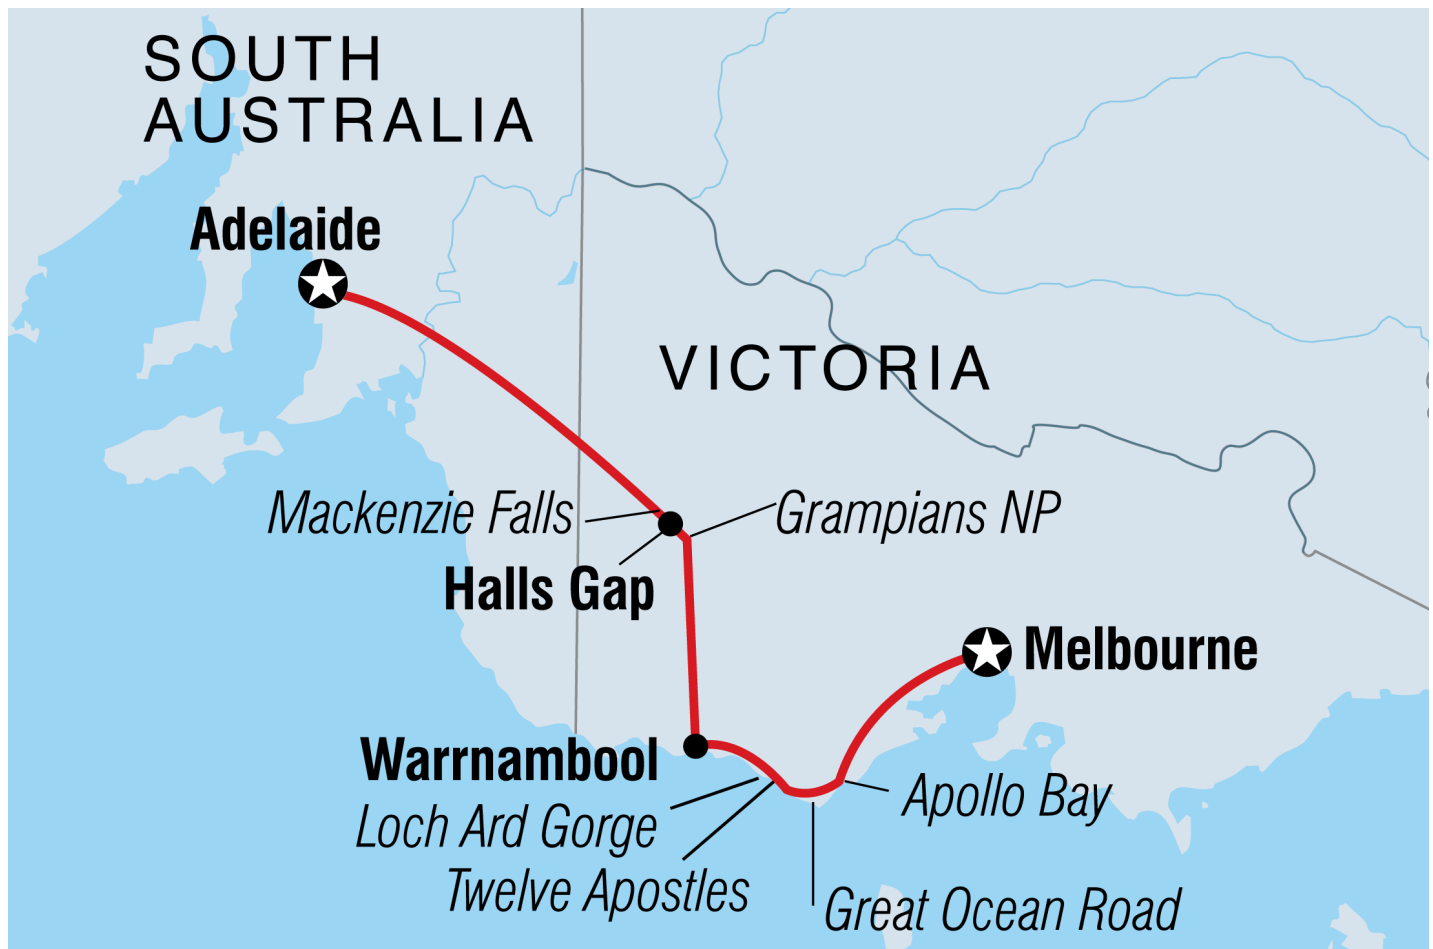 SOUTH
AUSTRALIA
Adelaide
VICTORIA
Mackenzie Falls
Grampians NP
Halls Gap
Melbourne
Warrnambool
Apollo Bay
Loch Ard Gorge
Twelve Apostles
Great Ocean Road